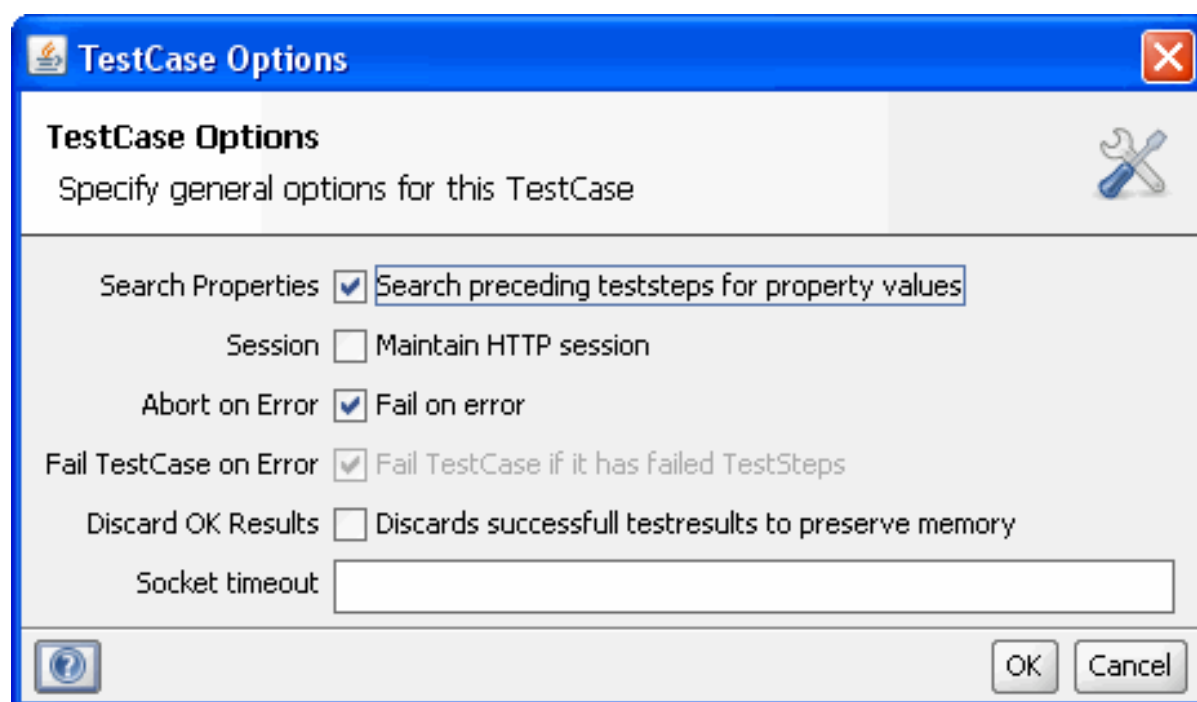 TestCase Options
TestCase Options
Specify general options for this TestCase
Search Properties Search preceding teststeps for property values
Session Maintain HTTP session
Abort on Error Fail on error
Fail TestCase on Error Fail TestCase if it has failed TestSteps
Discard OK Results Discards successfull testresults to preserve memory
Socket timeout
? OK Cancel